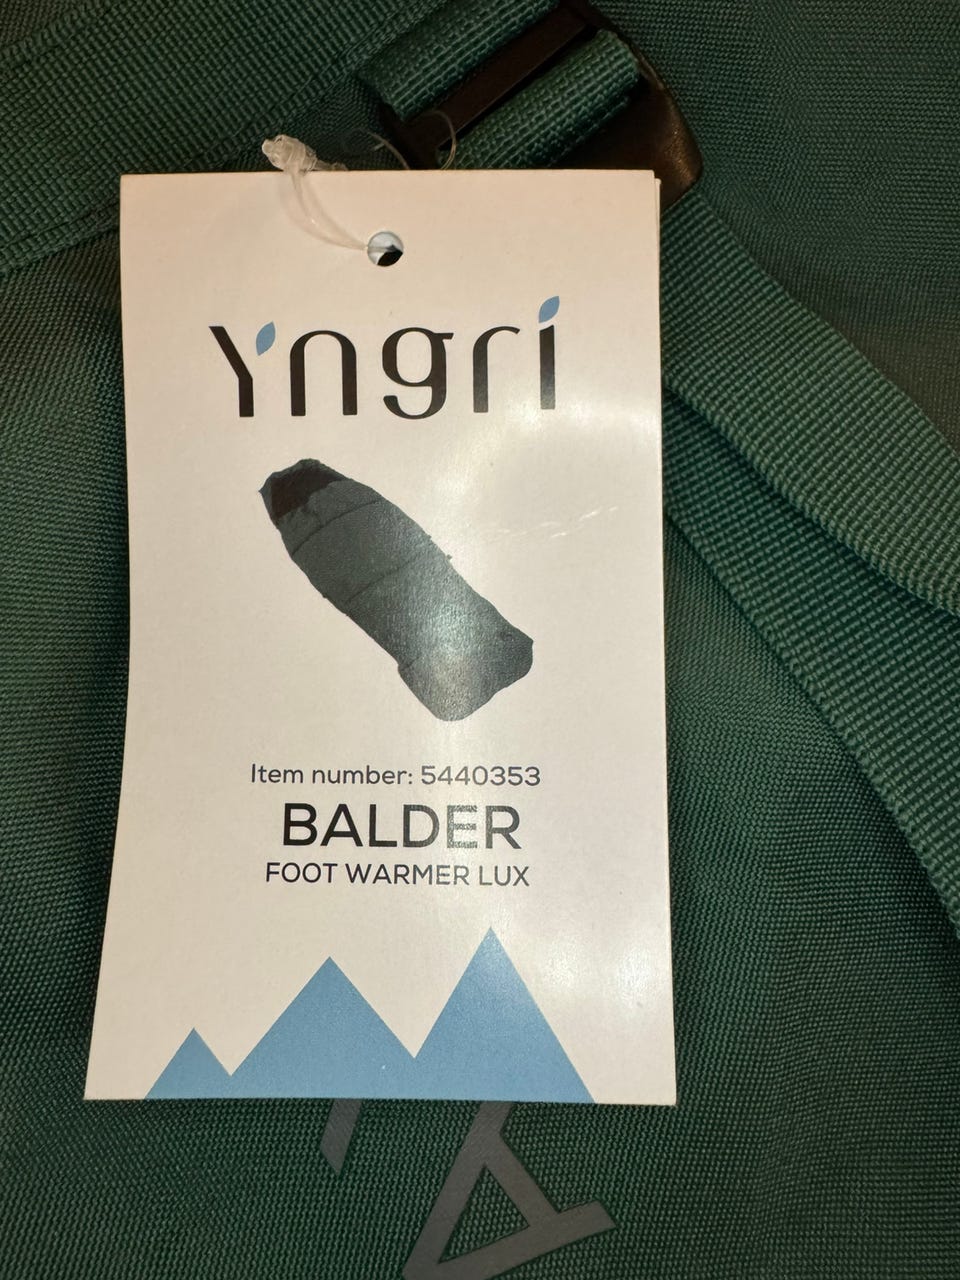 Yngri
Item number: 5440353
BALDER
FOOT WARMER LUX
A